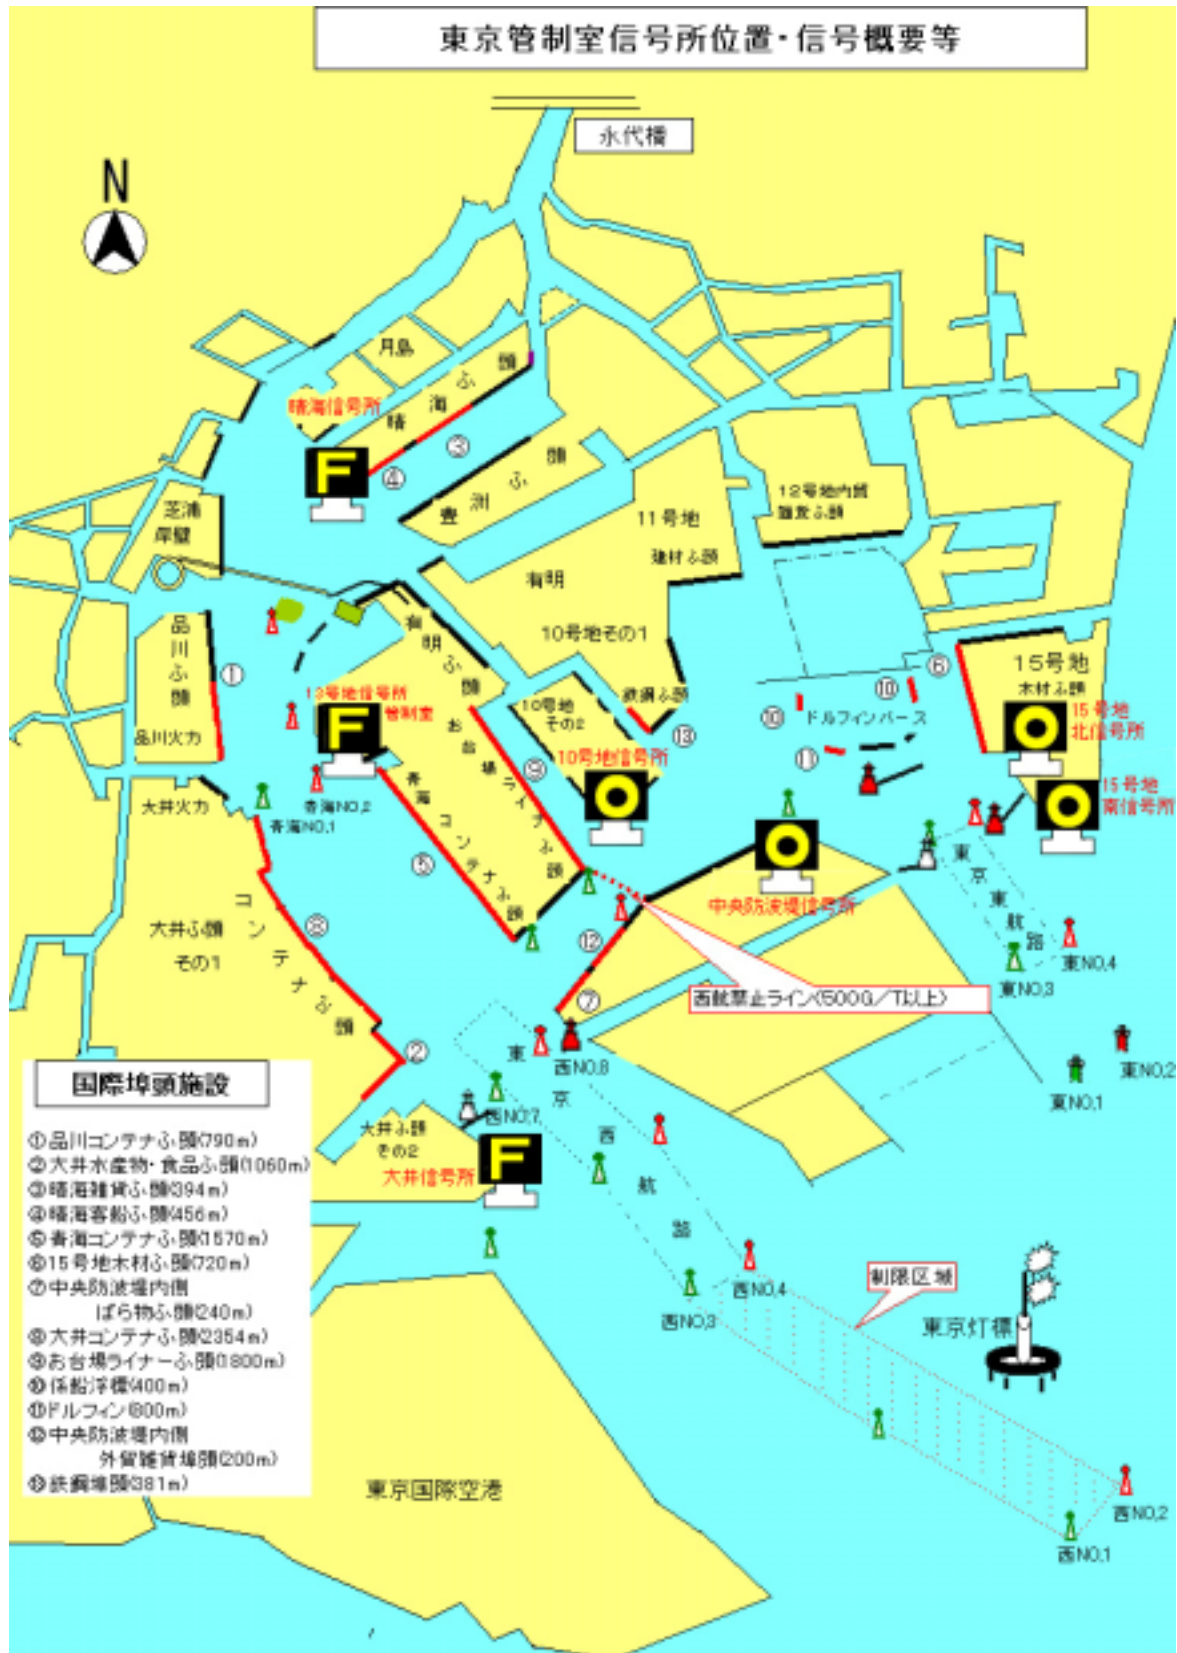 東京管制室信号所位置・信号概要等
永代橋
N
月島
晴海信号所
晴海ふ頭
③
④
F
豊洲ふ頭
芝浦
岸壁
11号地
建材ふ頭
12号地内貿
雑貨ふ頭
有明
10号地その1
有明ふ頭
品川ふ頭
①
品川火力
13号地信号所
管制室
F
お台場ライナーふ頭
10号地
その2
鉄鋼ふ頭
⑬
⑨
10号地信号所
O
⑥
15号地
木材ふ頭
⑩
⑩
ドルフィンバース
⑪
15号地
北信号所
O
15号地
南信号所
O
大井火力
青海NO.2
青海NO.1
青海コンテナふ頭
⑤
O
中央防波堤信号所
東京東航路
東NO.4
東NO.3
大井ふ頭
その1
コンテナふ頭
⑧
⑫
⑦
西航禁止ライン(500G/T以上)
②
東NO.2
東NO.1
西NO.8
西NO.7
東京西航路
大井ふ頭
その2
大井信号所
F
国際埠頭施設
①品川コンテナふ頭(790m)
②大井水産物・食品ふ頭(1060m)
③晴海雑貨ふ頭(394m)
④晴海客船ふ頭(456m)
⑤青海コンテナふ頭(1570m)
⑥15号地木材ふ頭(720m)
⑦中央防波堤内側
ばら物ふ頭(240m)
⑧大井コンテナふ頭(2354m)
⑨お台場ライナーふ頭(1800m)
⑩係船浮標(400m)
⑪ドルフィン(800m)
⑫中央防波堤内側
外貿雑貨埠頭(200m)
⑬鉄鋼埠頭(381m)
西NO.4
西NO.3
制限区域
東京灯標
西NO.2
西NO.1
東京国際空港